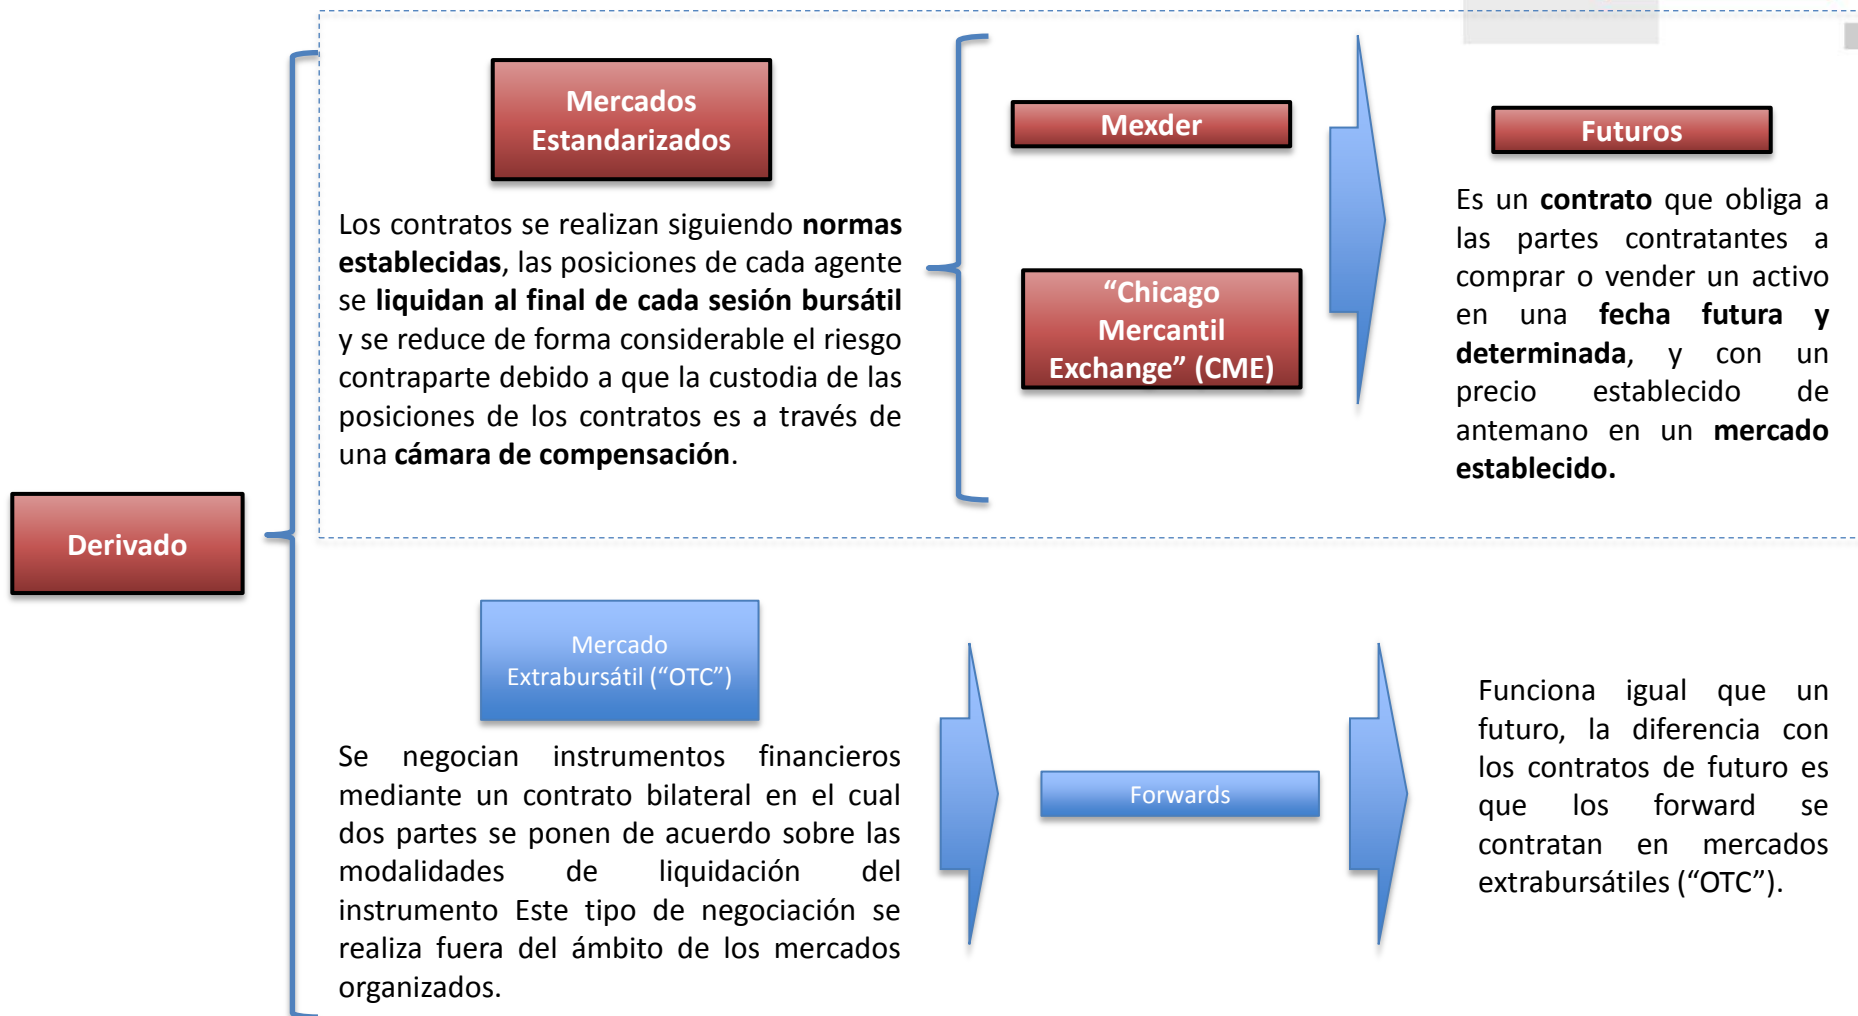 Mercados
Estandarizados
Los contratos se realizan siguiendo normas
establecidas, las posiciones de cada agente
se liquidan al final de cada sesión bursátil
y se reduce de forma considerable el riesgo
contraparte debido a que la custodia de las
posiciones de los contratos es a través de
una cámara de compensación.
Mexder
“Chicago
Mercantil
Exchange” (CME)
Futuros
Es un contrato que obliga a
las partes contratantes a
comprar o vender un activo
en una fecha futura y
determinada, y con un
precio establecido de
antemano en un mercado
establecido.
Derivado
Mercado
Extrabursátil (“OTC”)
Se negocian instrumentos financieros
mediante un contrato bilateral en el cual
dos partes se ponen de acuerdo sobre las
modalidades de liquidación del
instrumento Este tipo de negociación se
realiza fuera del ámbito de los mercados
organizados.
Forwards
Funciona igual que un
futuro, la diferencia con
los contratos de futuro es
que los forward se
contratan en mercados
extrabursátiles (“OTC”).